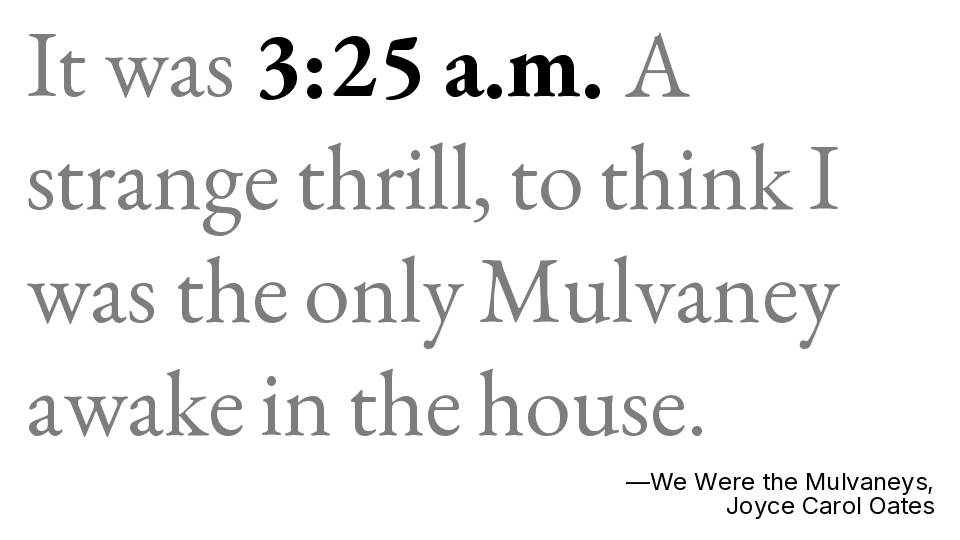 It was 3:25 a.m. A
strange thrill, to think I
was the only Mulvaney
awake in the house.
—We Were the Mulvaneys,
Joyce Carol Oates